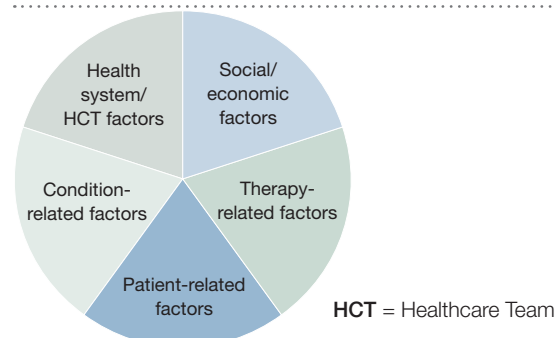 Health
system/
HCT factors
Social/
economic
factors
Condition-
related factors
Therapy-
related factors
Patient-related
factors
HCT = Healthcare Team